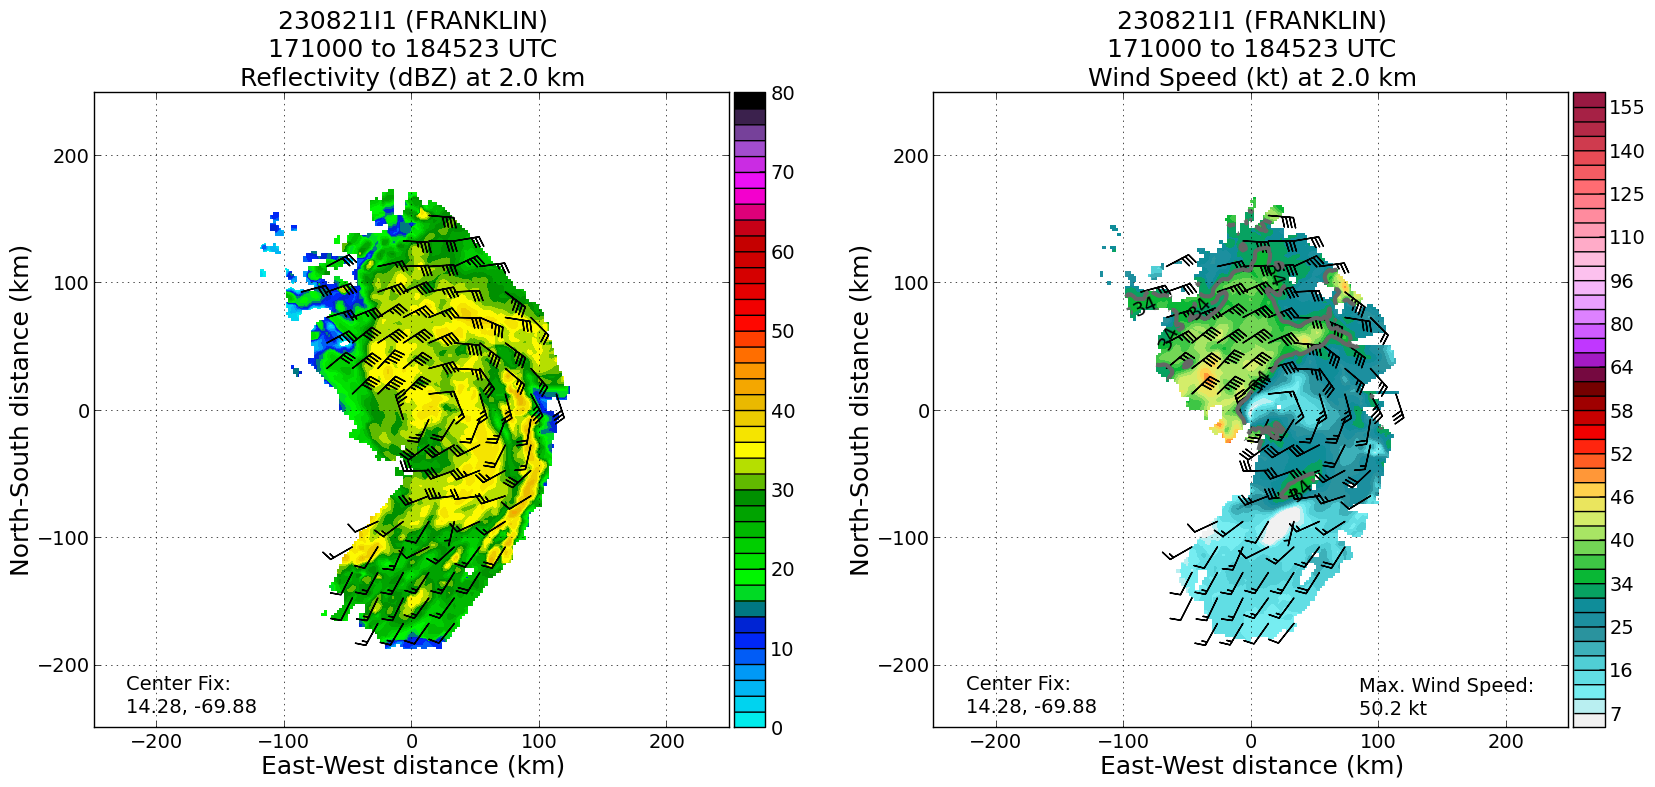 230821I1 (FRANKLIN)
171000 to 184523 UTC
Reflectivity (dBZ) at 2.0 km
North-South distance (km)
200
100
0
−100
−200
Center Fix:
14.28, -69.88
−200 −100 0 100 200
East-West distance (km)
80
70
60
50
40
30
20
10
0
230821I1 (FRANKLIN)
171000 to 184523 UTC
Wind Speed (kt) at 2.0 km
North-South distance (km)
200
100
0
−100
−200
34
34
34
34
34
34
Center Fix:
14.28, -69.88
Max. Wind Speed:
50.2 kt
−200 −100 0 100 200
East-West distance (km)
155
140
125
110
96
80
64
58
52
46
40
34
25
16
7